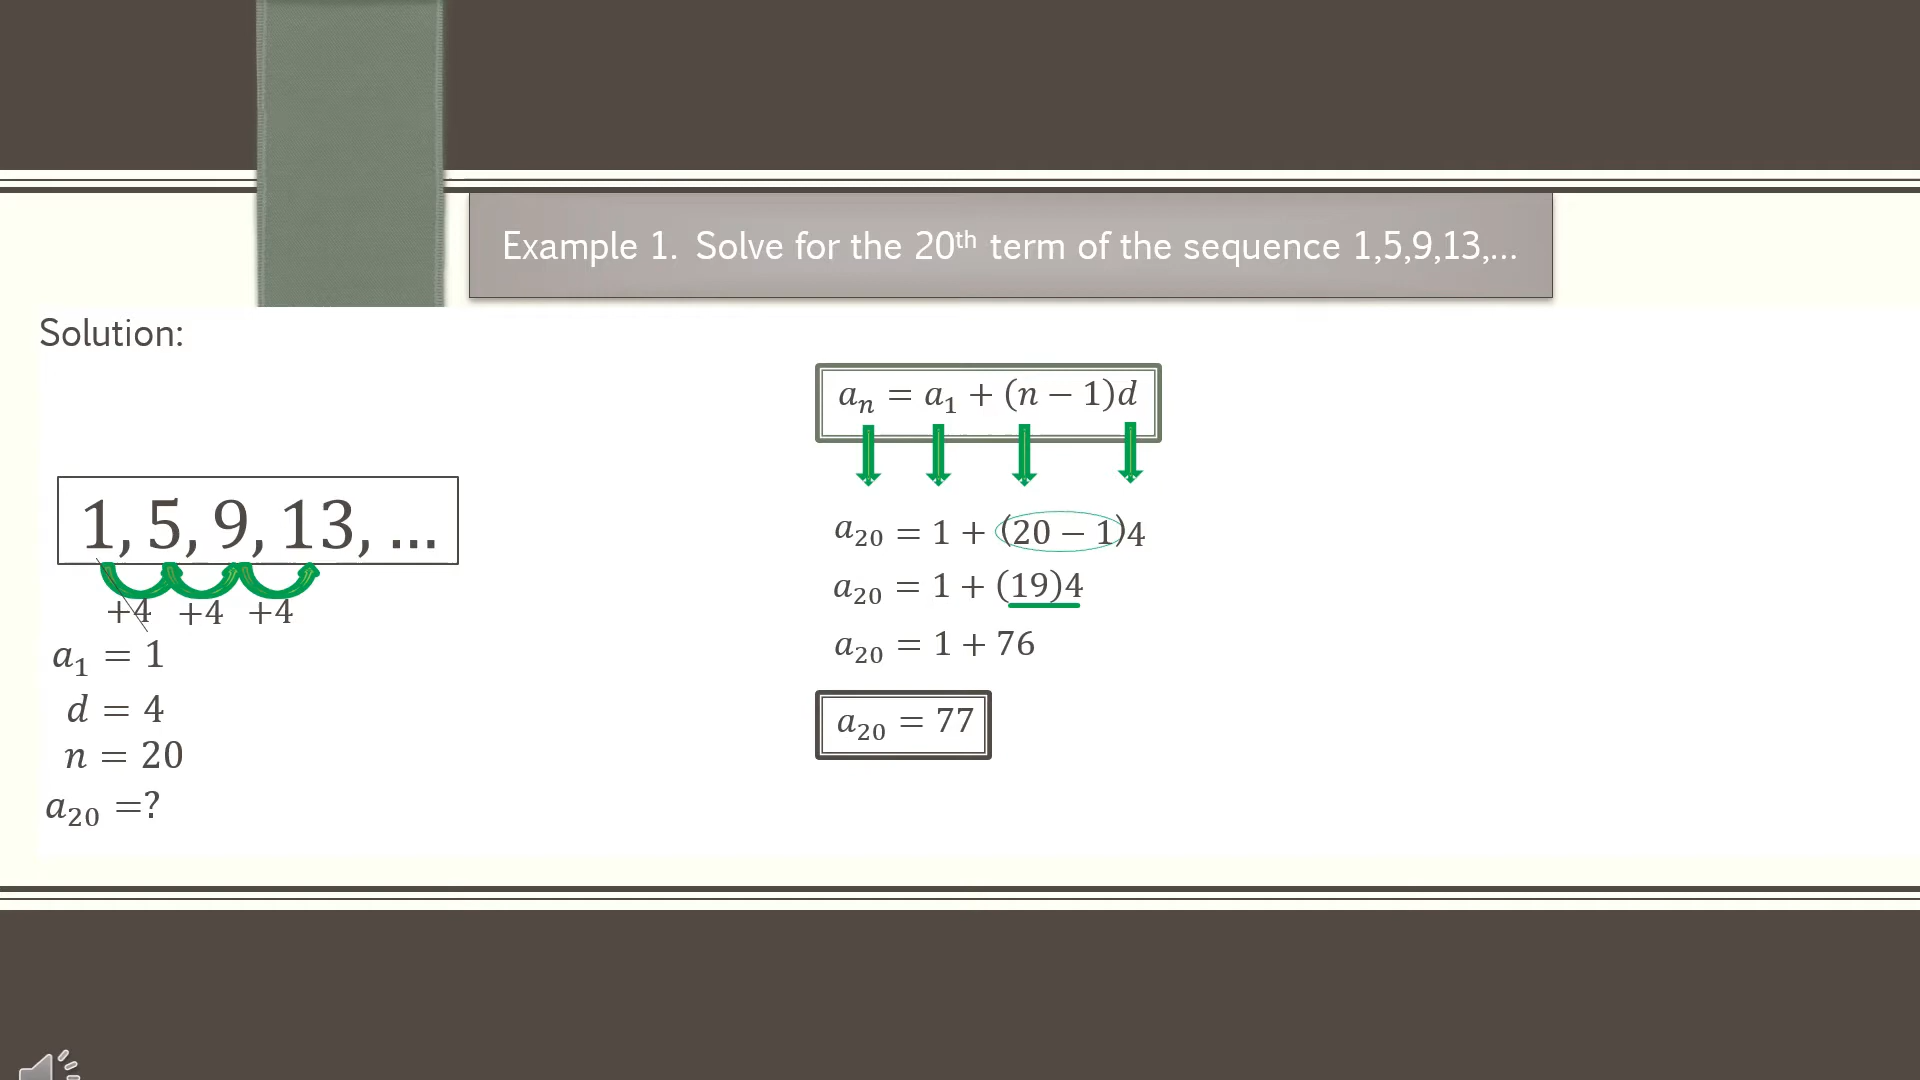 Example 1. Solve for the 20th term of the sequence 1,5,9,13,...
Solution:
1, 5, 9, 13, ...
+4 +4 +4
a₁ = 1
d = 4
n = 20
a₂₀ =?
aₙ = a₁ + (n − 1)d
a₂₀ = 1 + (20 − 1)4
a₂₀ = 1 + (19)4
a₂₀ = 1 + 76
a₂₀ = 77